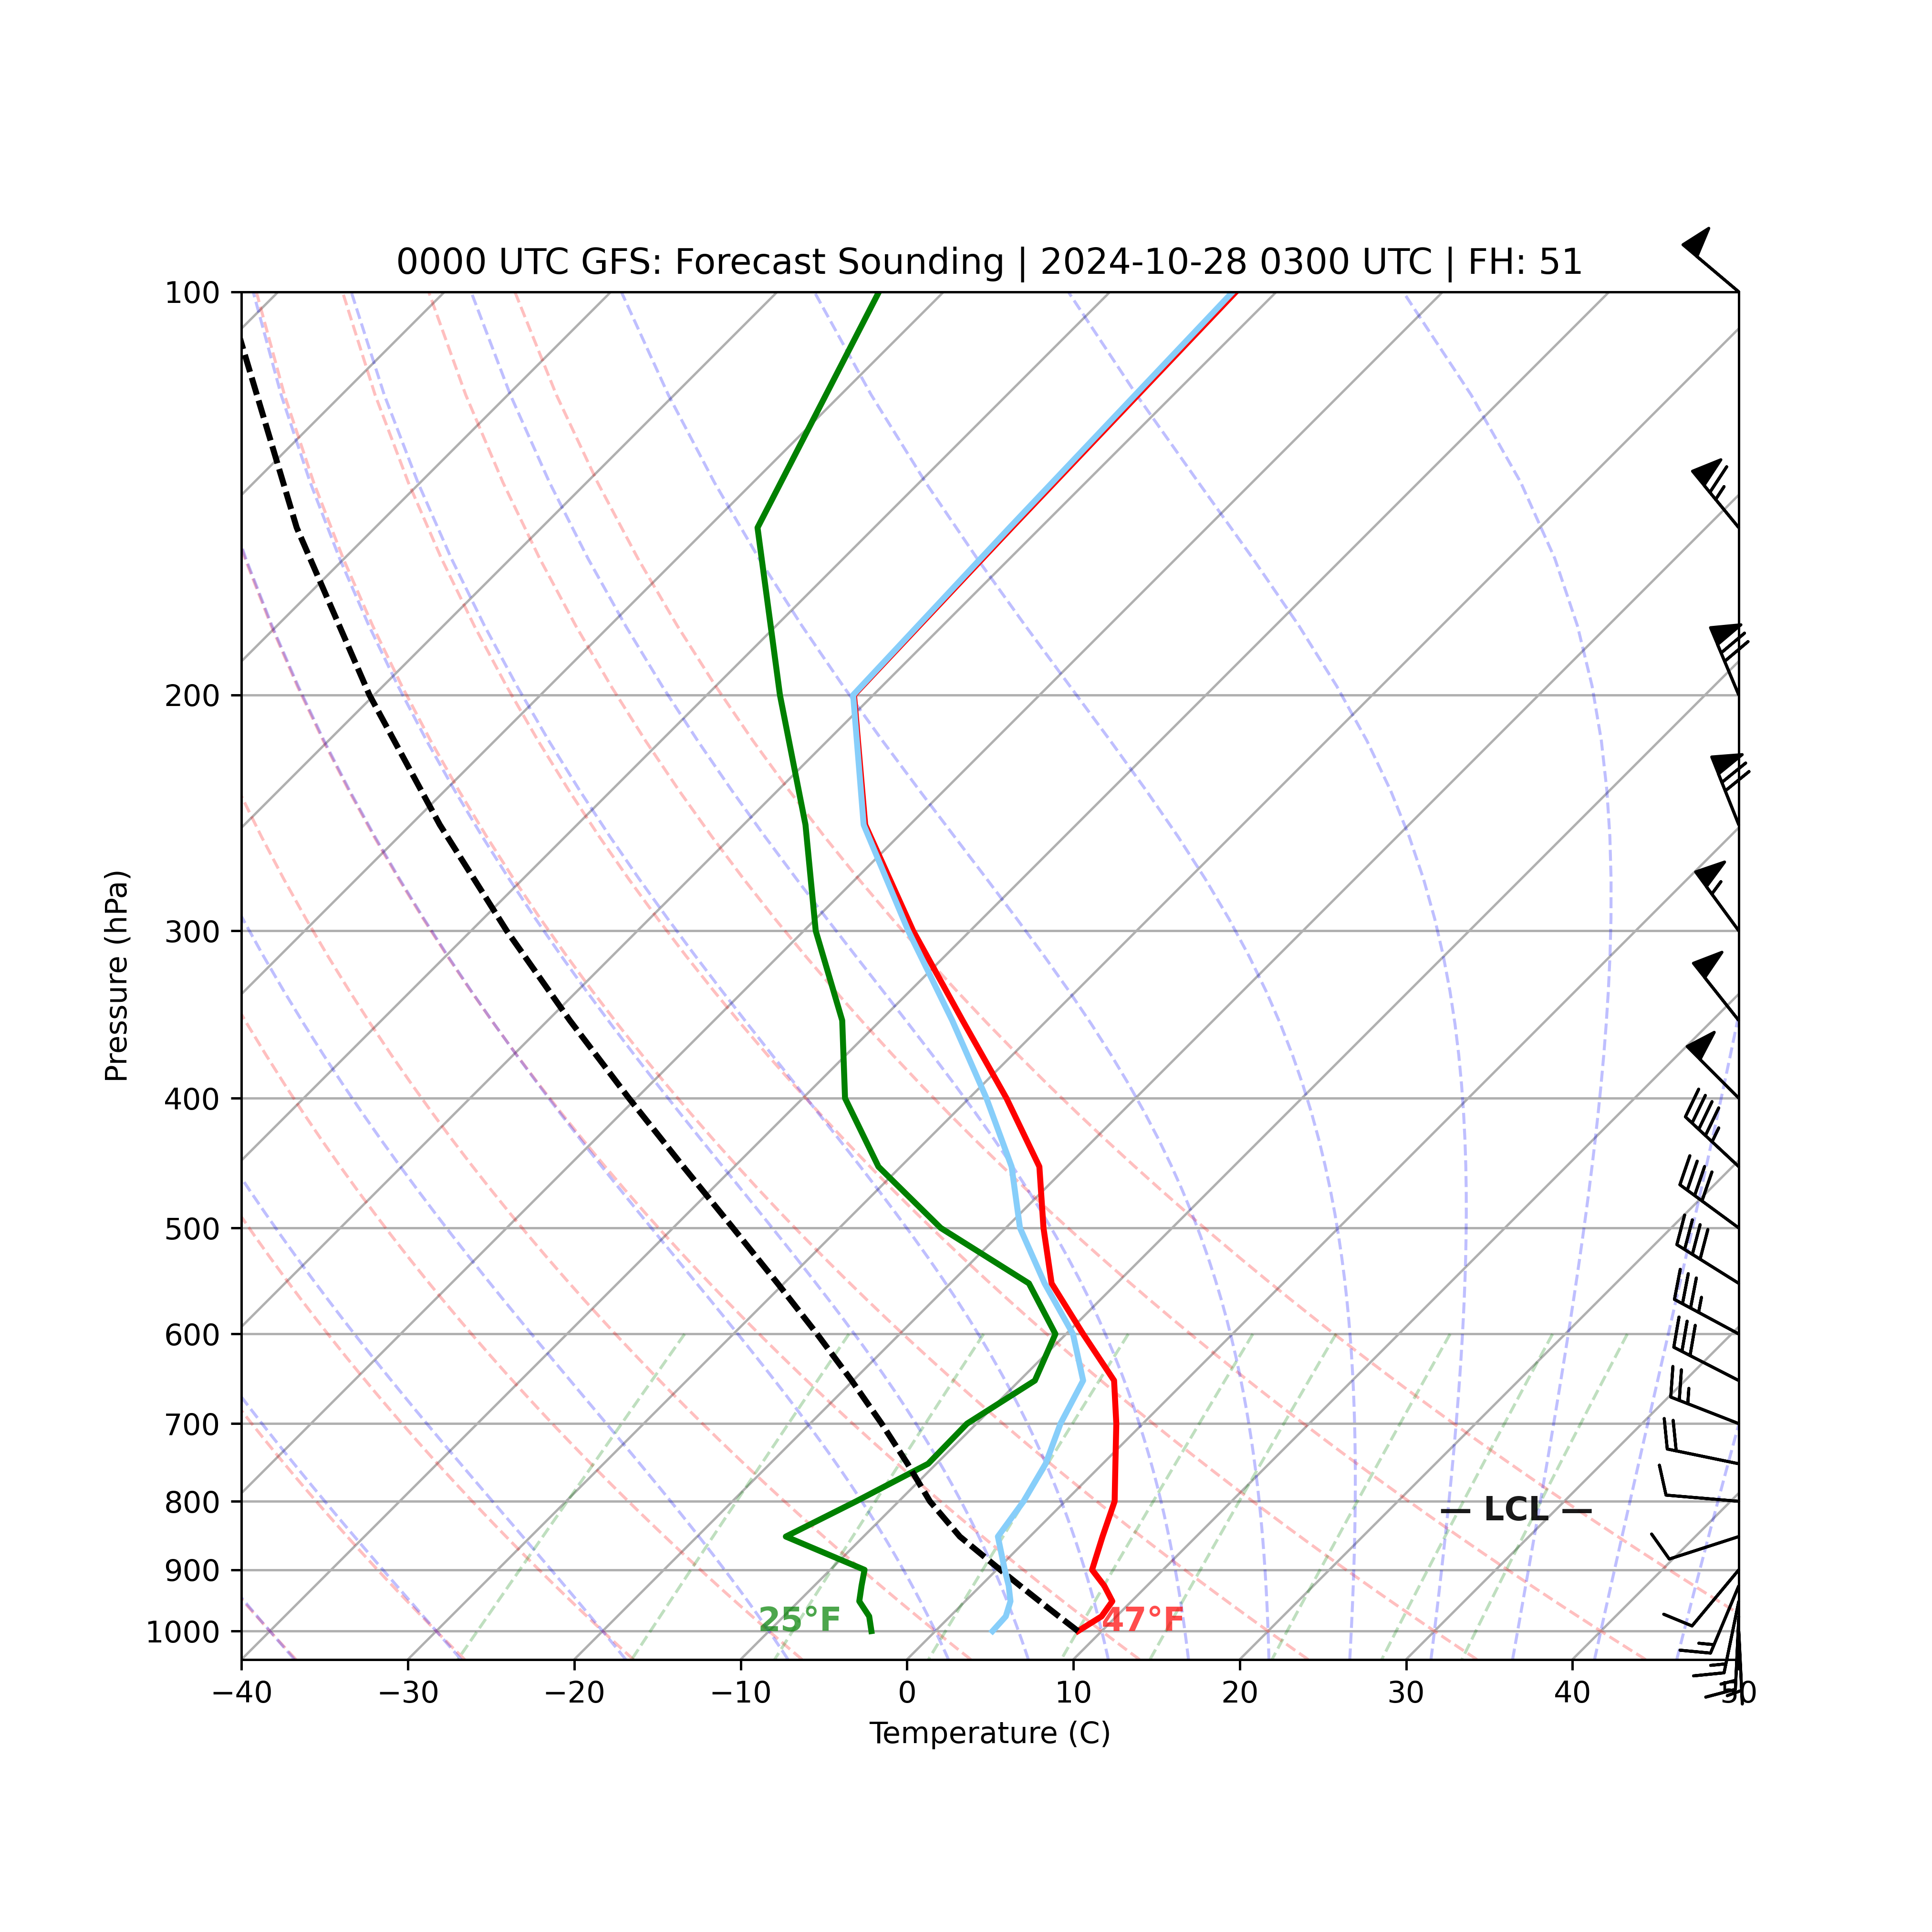 0000 UTC GFS: Forecast Sounding | 2024-10-28 0300 UTC | FH: 51
100
200
300
400
500
600
700
800
900
1000
Pressure (hPa)
— LCL —
25°F
47°F
−40 −30 −20 −10 0 10 20 30 40 50
Temperature (C)